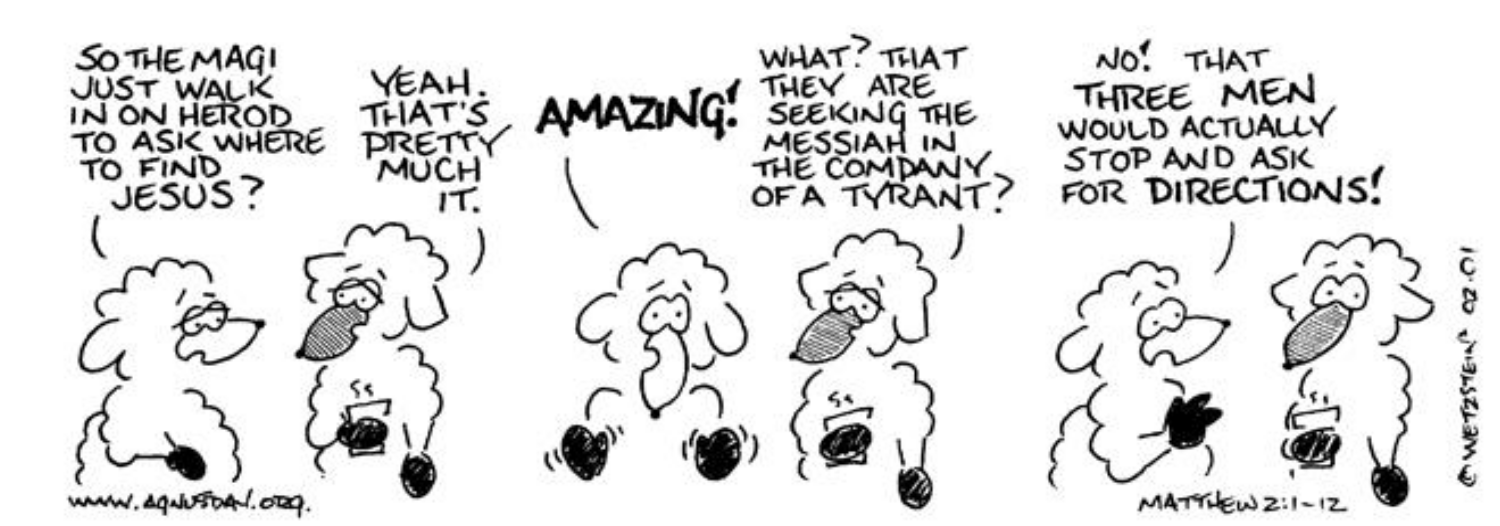 SO THE MAGI
JUST WALK
IN ON HEROD
TO ASK WHERE
TO FIND
JESUS?
YEAH.
THAT'S
PRETTY
MUCH
IT.
AMAZING!
WHAT? THAT
THEY ARE
SEEKING THE
MESSIAH IN
THE COMPANY
OF A TYRANT?
NO! THAT
THREE MEN
WOULD ACTUALLY
STOP AND ASK
FOR DIRECTIONS!
www.AGNUSDAY.ORG.
MATTHEW 2:1-12
© WETZSTEIN 02.01